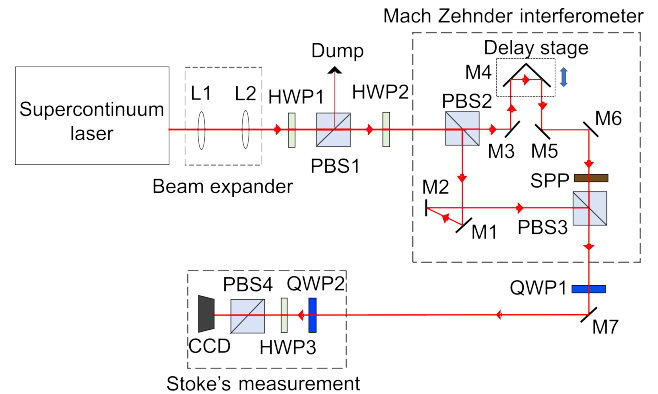 Mach Zehnder interferometer
Delay stage
Dump
M4
L1
L2
HWP1
HWP2
PBS2
M6
Supercontinuum
laser
M3
M5
PBS1
Beam expander
SPP
M2
M1
PBS3
PBS4
QWP2
QWP1
M7
CCD
HWP3
Stoke's measurement